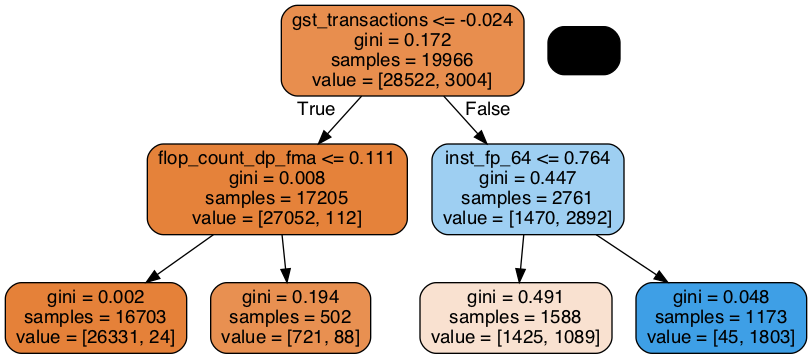 gst_transactions <= -0.024
gini = 0.172
samples = 19966
value = [28522, 3004]
True
False
flop_count_dp_fma <= 0.111
gini = 0.008
samples = 17205
value = [27052, 112]
inst_fp_64 <= 0.764
gini = 0.447
samples = 2761
value = [1470, 2892]
gini = 0.002
samples = 16703
value = [26331, 24]
gini = 0.194
samples = 502
value = [721, 88]
gini = 0.491
samples = 1588
value = [1425, 1089]
gini = 0.048
samples = 1173
value = [45, 1803]